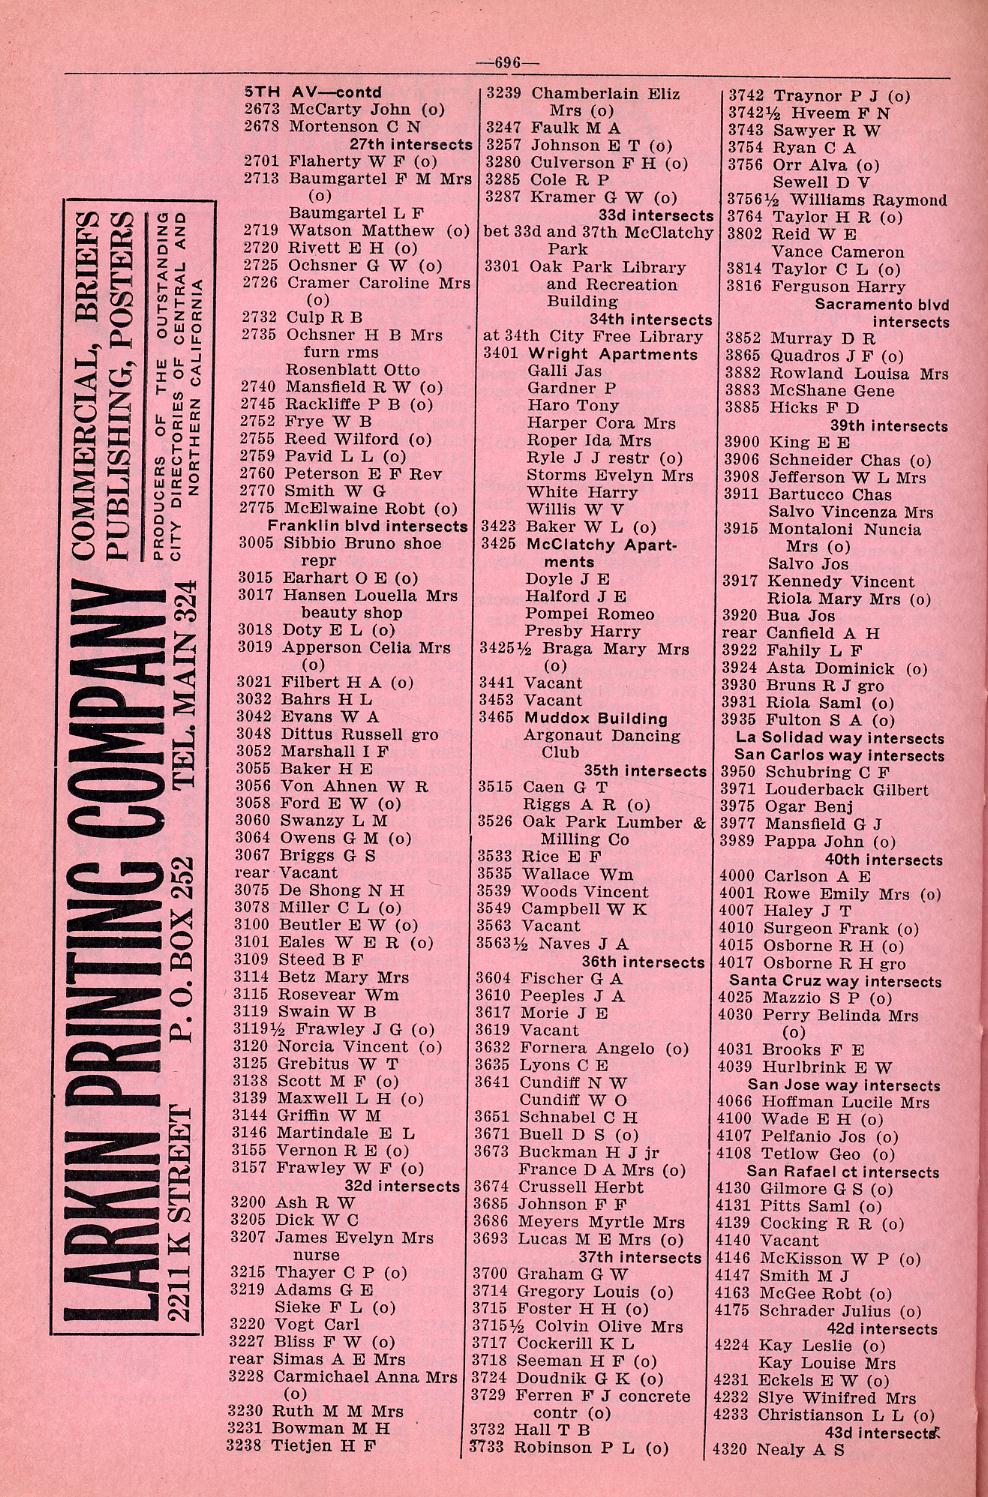 —696—
LARKIN PRINTING COMPANY
2211 K STREET P. O. BOX 252 TEL. MAIN 324
COMMERCIAL, BRIEFS
PUBLISHING, POSTERS
PRODUCERS OF THE OUTSTANDING
CITY DIRECTORIES OF CENTRAL AND
NORTHERN CALIFORNIA
5TH AV—contd
2673 McCarty John (o)
2678 Mortenson C N
27th intersects
2701 Flaherty W F (o)
2713 Baumgartel F M Mrs
(o)
Baumgartel L F
2719 Watson Matthew (o)
2720 Rivett E H (o)
2725 Ochsner G W (o)
2726 Cramer Caroline Mrs
(o)
2732 Culp R B
2735 Ochsner H B Mrs
furn rms
Rosenblatt Otto
2740 Mansfield R W (o)
2745 Rackliffe P B (o)
2752 Frye W B
2755 Reed Wilford (o)
2759 Pavid L L (o)
2760 Peterson E F Rev
2770 Smith W G
2775 McElwaine Robt (o)
Franklin blvd intersects
3005 Sibbio Bruno shoe
repr
3015 Earhart O E (o)
3017 Hansen Louella Mrs
beauty shop
3018 Doty E L (o)
3019 Apperson Celia Mrs
(o)
3021 Filbert H A (o)
3032 Bahrs H L
3042 Evans W A
3048 Dittus Russell gro
3052 Marshall I F
3055 Baker H E
3056 Von Ahnen W R
3058 Ford E W (o)
3060 Swanzy L M
3064 Owens G M (o)
3067 Briggs G S
rear Vacant
3075 De Shong N H
3078 Miller C L (o)
3100 Beutler E W (o)
3101 Eales W E R (o)
3109 Steed B F
3114 Betz Mary Mrs
3115 Rosevear Wm
3119 Swain W B
3119½ Frawley J G (o)
3120 Norcia Vincent (o)
3125 Grebitus W T
3138 Scott M F (o)
3139 Maxwell L H (o)
3144 Griffin W M
3146 Martindale E L
3155 Vernon R E (o)
3157 Frawley W F (o)
32d intersects
3200 Ash R W
3205 Dick W C
3207 James Evelyn Mrs
nurse
3215 Thayer C P (o)
3219 Adams G E
Sieke F L (o)
3220 Vogt Carl
3227 Bliss F W (o)
rear Simas A E Mrs
3228 Carmichael Anna Mrs
(o)
3230 Ruth M M Mrs
3231 Bowman M H
3238 Tietjen H F
3239 Chamberlain Eliz
Mrs (o)
3247 Faulk M A
3257 Johnson E T (o)
3280 Culverson F H (o)
3285 Cole R P
3287 Kramer G W (o)
33d intersects
bet 33d and 37th McClatchy
Park
3301 Oak Park Library
and Recreation
Building
34th intersects
at 34th City Free Library
3401 Wright Apartments
Galli Jas
Gardner P
Haro Tony
Harper Cora Mrs
Roper Ida Mrs
Ryle J J restr (o)
Storms Evelyn Mrs
White Harry
Willis W V
3423 Baker W L (o)
3425 McClatchy Apart-
ments
Doyle J E
Halford J E
Pompei Romeo
Presby Harry
3425½ Braga Mary Mrs
(o)
3441 Vacant
3453 Vacant
3465 Muddox Building
Argonaut Dancing
Club
35th intersects
3515 Caen G T
Riggs A R (o)
3526 Oak Park Lumber &
Milling Co
3533 Rice E F
3535 Wallace Wm
3539 Woods Vincent
3549 Campbell W K
3563 Vacant
3563½ Naves J A
36th intersects
3604 Fischer G A
3610 Peeples J A
3617 Morie J E
3619 Vacant
3632 Fornera Angelo (o)
3635 Lyons C E
3641 Cundiff N W
Cundiff W O
3651 Schnabel C H
3671 Buell D S (o)
3673 Buckman H J jr
France D A Mrs (o)
3674 Crussell Herbt
3685 Johnson F F
3686 Meyers Myrtle Mrs
3693 Lucas M E Mrs (o)
37th intersects
3700 Graham G W
3714 Gregory Louis (o)
3715 Foster H H (o)
3715½ Colvin Olive Mrs
3717 Cockerill K L
3718 Seeman H F (o)
3724 Doudnik G K (o)
3729 Ferren F J concrete
contr (o)
3732 Hall T B
3733 Robinson P L (o)
3742 Traynor P J (o)
3742½ Hveem F N
3743 Sawyer R W
3754 Ryan C A
3756 Orr Alva (o)
Sewell D V
3756½ Williams Raymond
3764 Taylor H R (o)
3802 Reid W E
Vance Cameron
3814 Taylor C L (o)
3816 Ferguson Harry
Sacramento blvd
intersects
3852 Murray D R
3865 Quadros J F (o)
3882 Rowland Louisa Mrs
3883 McShane Gene
3885 Hicks F D
39th intersects
3900 King E E
3906 Schneider Chas (o)
3908 Jefferson W L Mrs
3911 Bartucco Chas
Salvo Vincenza Mrs
3915 Montaloni Nuncia
Mrs (o)
Salvo Jos
3917 Kennedy Vincent
Riola Mary Mrs (o)
3920 Bua Jos
rear Canfield A H
3922 Fahily L F
3924 Asta Dominick (o)
3930 Bruns R J gro
3931 Riola Saml (o)
3935 Fulton S A (o)
La Solidad way intersects
San Carlos way intersects
3950 Schubring C F
3971 Louderback Gilbert
3975 Ogar Benj
3977 Mansfield G J
3989 Pappa John (o)
40th intersects
4000 Carlson A E
4001 Rowe Emily Mrs (o)
4007 Haley J T
4010 Surgeon Frank (o)
4015 Osborne R H (o)
4017 Osborne R H gro
Santa Cruz way intersects
4025 Mazzio S P (o)
4030 Perry Belinda Mrs
(o)
4031 Brooks F E
4039 Hurlbrink E W
San Jose way intersects
4066 Hoffman Lucile Mrs
4100 Wade E H (o)
4107 Pelfanio Jos (o)
4108 Tetlow Geo (o)
San Rafael ct intersects
4130 Gilmore G S (o)
4131 Pitts Saml (o)
4139 Cocking R R (o)
4140 Vacant
4146 McKisson W P (o)
4147 Smith M J
4163 McGee Robt (o)
4175 Schrader Julius (o)
42d intersects
4224 Kay Leslie (o)
Kay Louise Mrs
4231 Eckels E W (o)
4232 Slye Winifred Mrs
4233 Christianson L L (o)
43d intersects
4320 Nealy A S